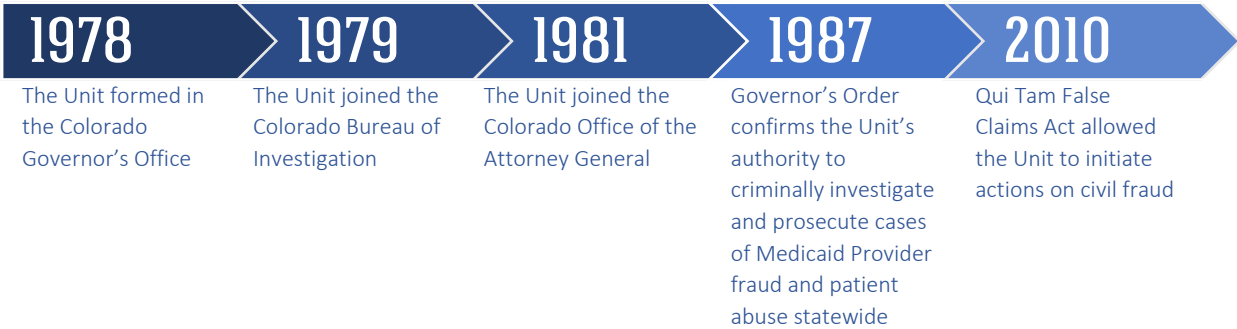 1978
1979
1981
1987
2010
The Unit formed in
the Colorado
Governor's Office
The Unit joined the
Colorado Bureau of
Investigation
The Unit joined the
Colorado Office of the
Attorney General
Governor's Order
confirms the Unit's
authority to
criminally investigate
and prosecute cases
of Medicaid Provider
fraud and patient
abuse statewide
Qui Tam False
Claims Act allowed
the Unit to initiate
actions on civil fraud